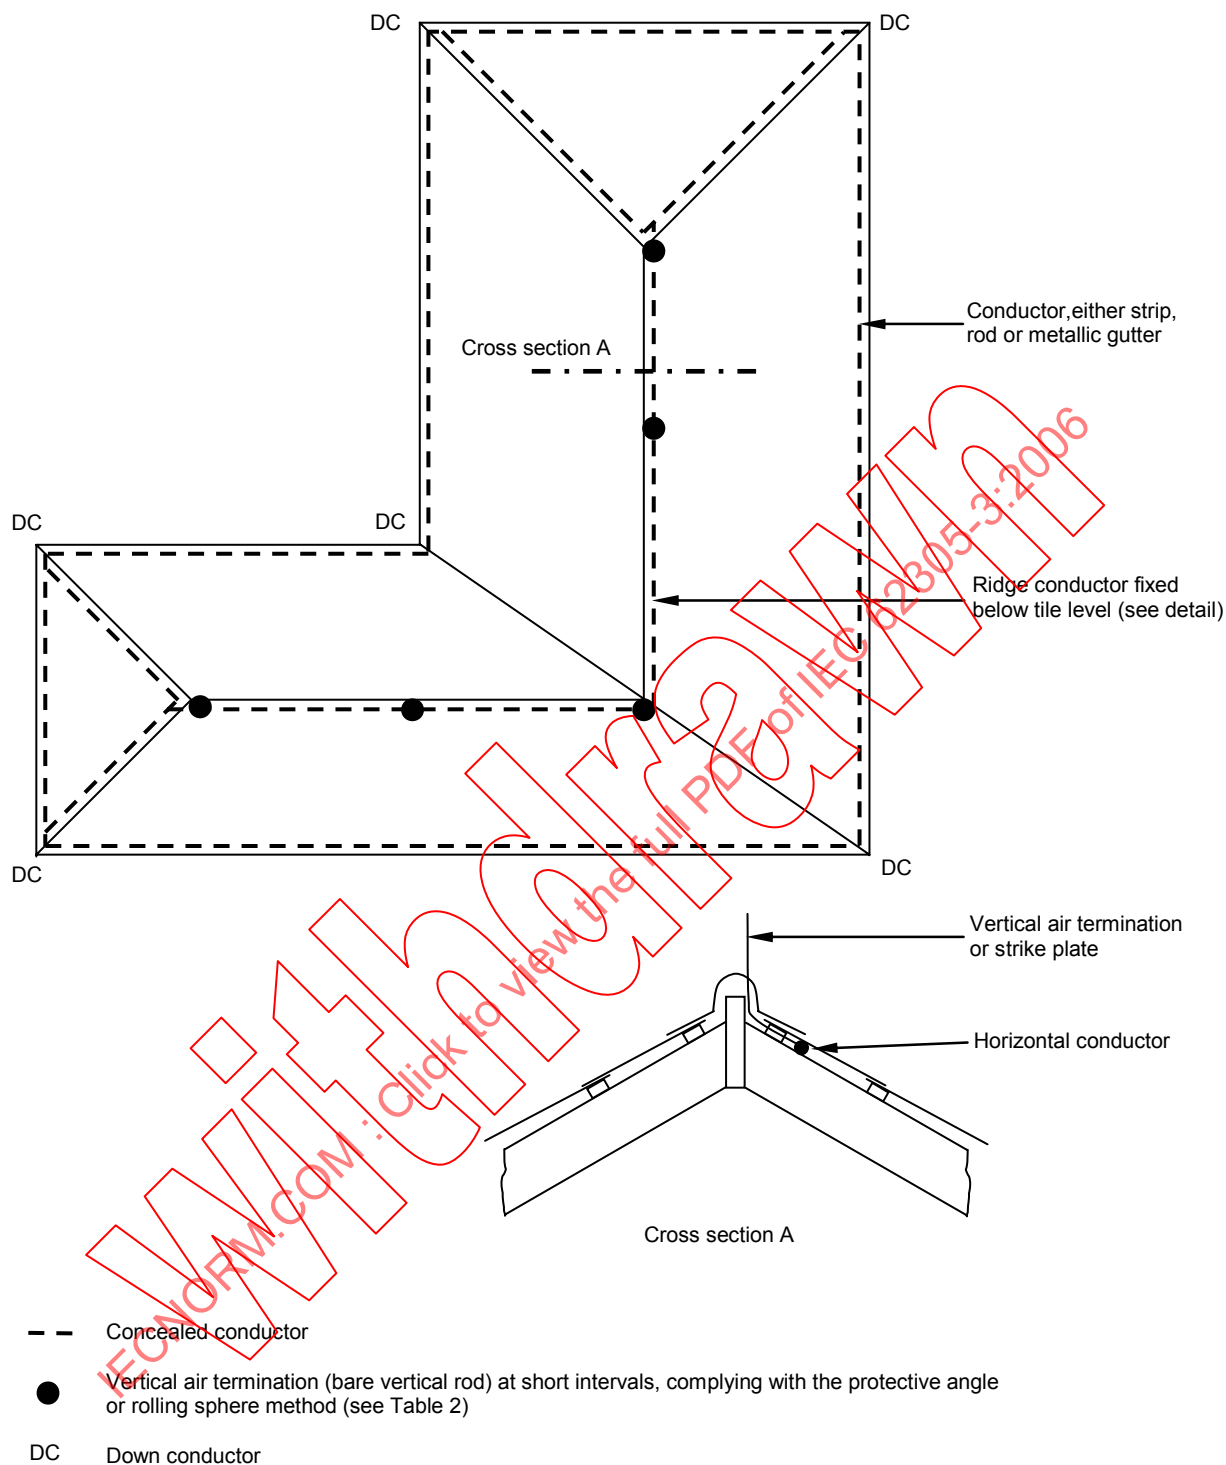 DC
DC
Conductor,either strip,
rod or metallic gutter
Cross section A
DC
DC
Ridge conductor fixed
below tile level (see detail)
DC
DC
Vertical air termination
or strike plate
Horizontal conductor
Cross section A
Concealed conductor
Vertical air termination (bare vertical rod) at short intervals, complying with the protective angle
or rolling sphere method (see Table 2)
DC Down conductor
IECNORM.COM : Click to view the full PDF of IEC 62305-3:2006
Withdrawn